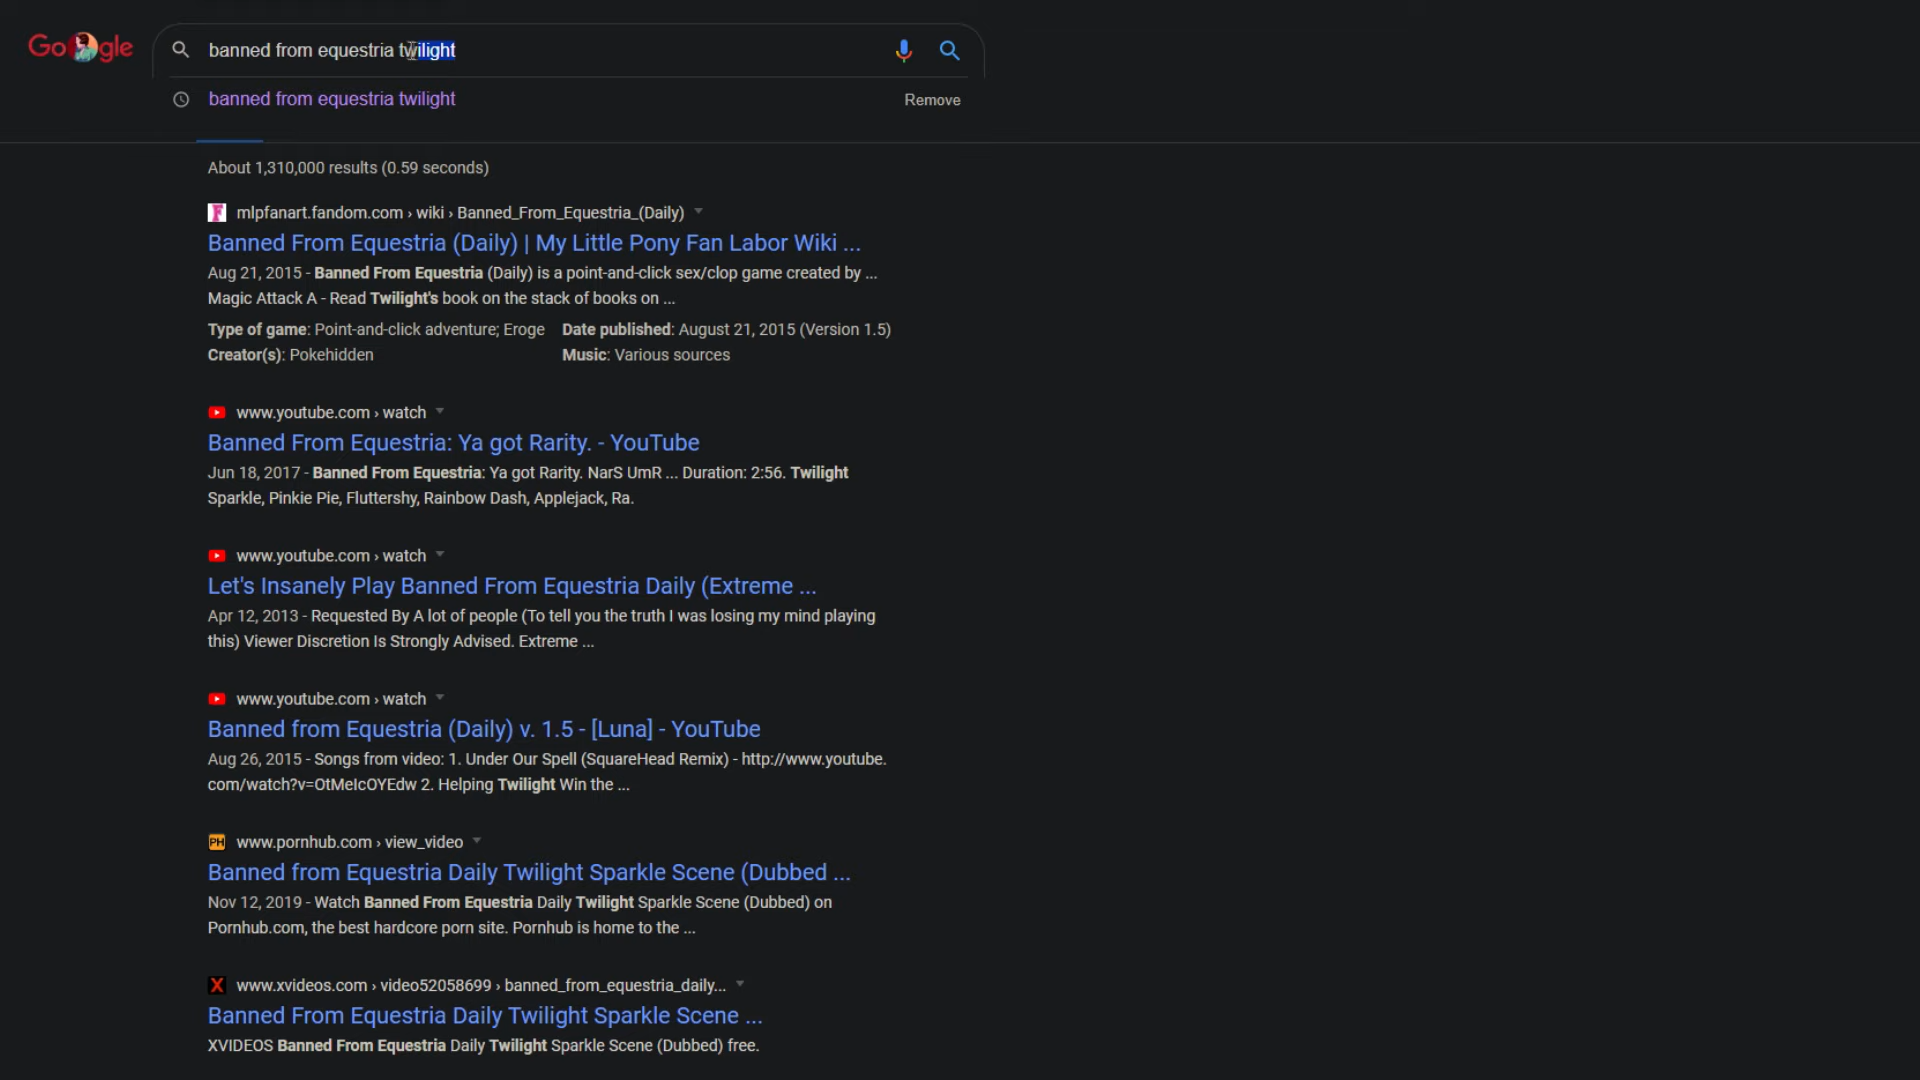 Google
banned from equestria twilight
banned from equestria twilight
Remove
About 1,310,000 results (0.59 seconds)
mlpfanart.fandom.com › wiki › Banned_From_Equestria_(Daily)
Banned From Equestria (Daily) | My Little Pony Fan Labor Wiki ...
Aug 21, 2015 - Banned From Equestria (Daily) is a point-and-click sex/clop game created by ...
Magic Attack A - Read Twilight's book on the stack of books on ...
Type of game: Point-and-click adventure; Eroge Date published: August 21, 2015 (Version 1.5)
Creator(s): Pokehidden Music: Various sources
www.youtube.com › watch
Banned From Equestria: Ya got Rarity. - YouTube
Jun 18, 2017 - Banned From Equestria: Ya got Rarity. NarS UmR ... Duration: 2:56. Twilight
Sparkle, Pinkie Pie, Fluttershy, Rainbow Dash, Applejack, Ra.
www.youtube.com › watch
Let's Insanely Play Banned From Equestria Daily (Extreme ...
Apr 12, 2013 - Requested By A lot of people (To tell you the truth I was losing my mind playing
this) Viewer Discretion Is Strongly Advised. Extreme ...
www.youtube.com › watch
Banned from Equestria (Daily) v. 1.5 - [Luna] - YouTube
Aug 26, 2015 - Songs from video: 1. Under Our Spell (SquareHead Remix) - http://www.youtube.
com/watch?v=OtMeIcOYEdw 2. Helping Twilight Win the ...
PH www.pornhub.com › view_video
Banned from Equestria Daily Twilight Sparkle Scene (Dubbed ...
Nov 12, 2019 - Watch Banned From Equestria Daily Twilight Sparkle Scene (Dubbed) on
Pornhub.com, the best hardcore porn site. Pornhub is home to the ...
X www.xvideos.com › video52058699 › banned_from_equestria_daily...
Banned From Equestria Daily Twilight Sparkle Scene ...
XVIDEOS Banned From Equestria Daily Twilight Sparkle Scene (Dubbed) free.